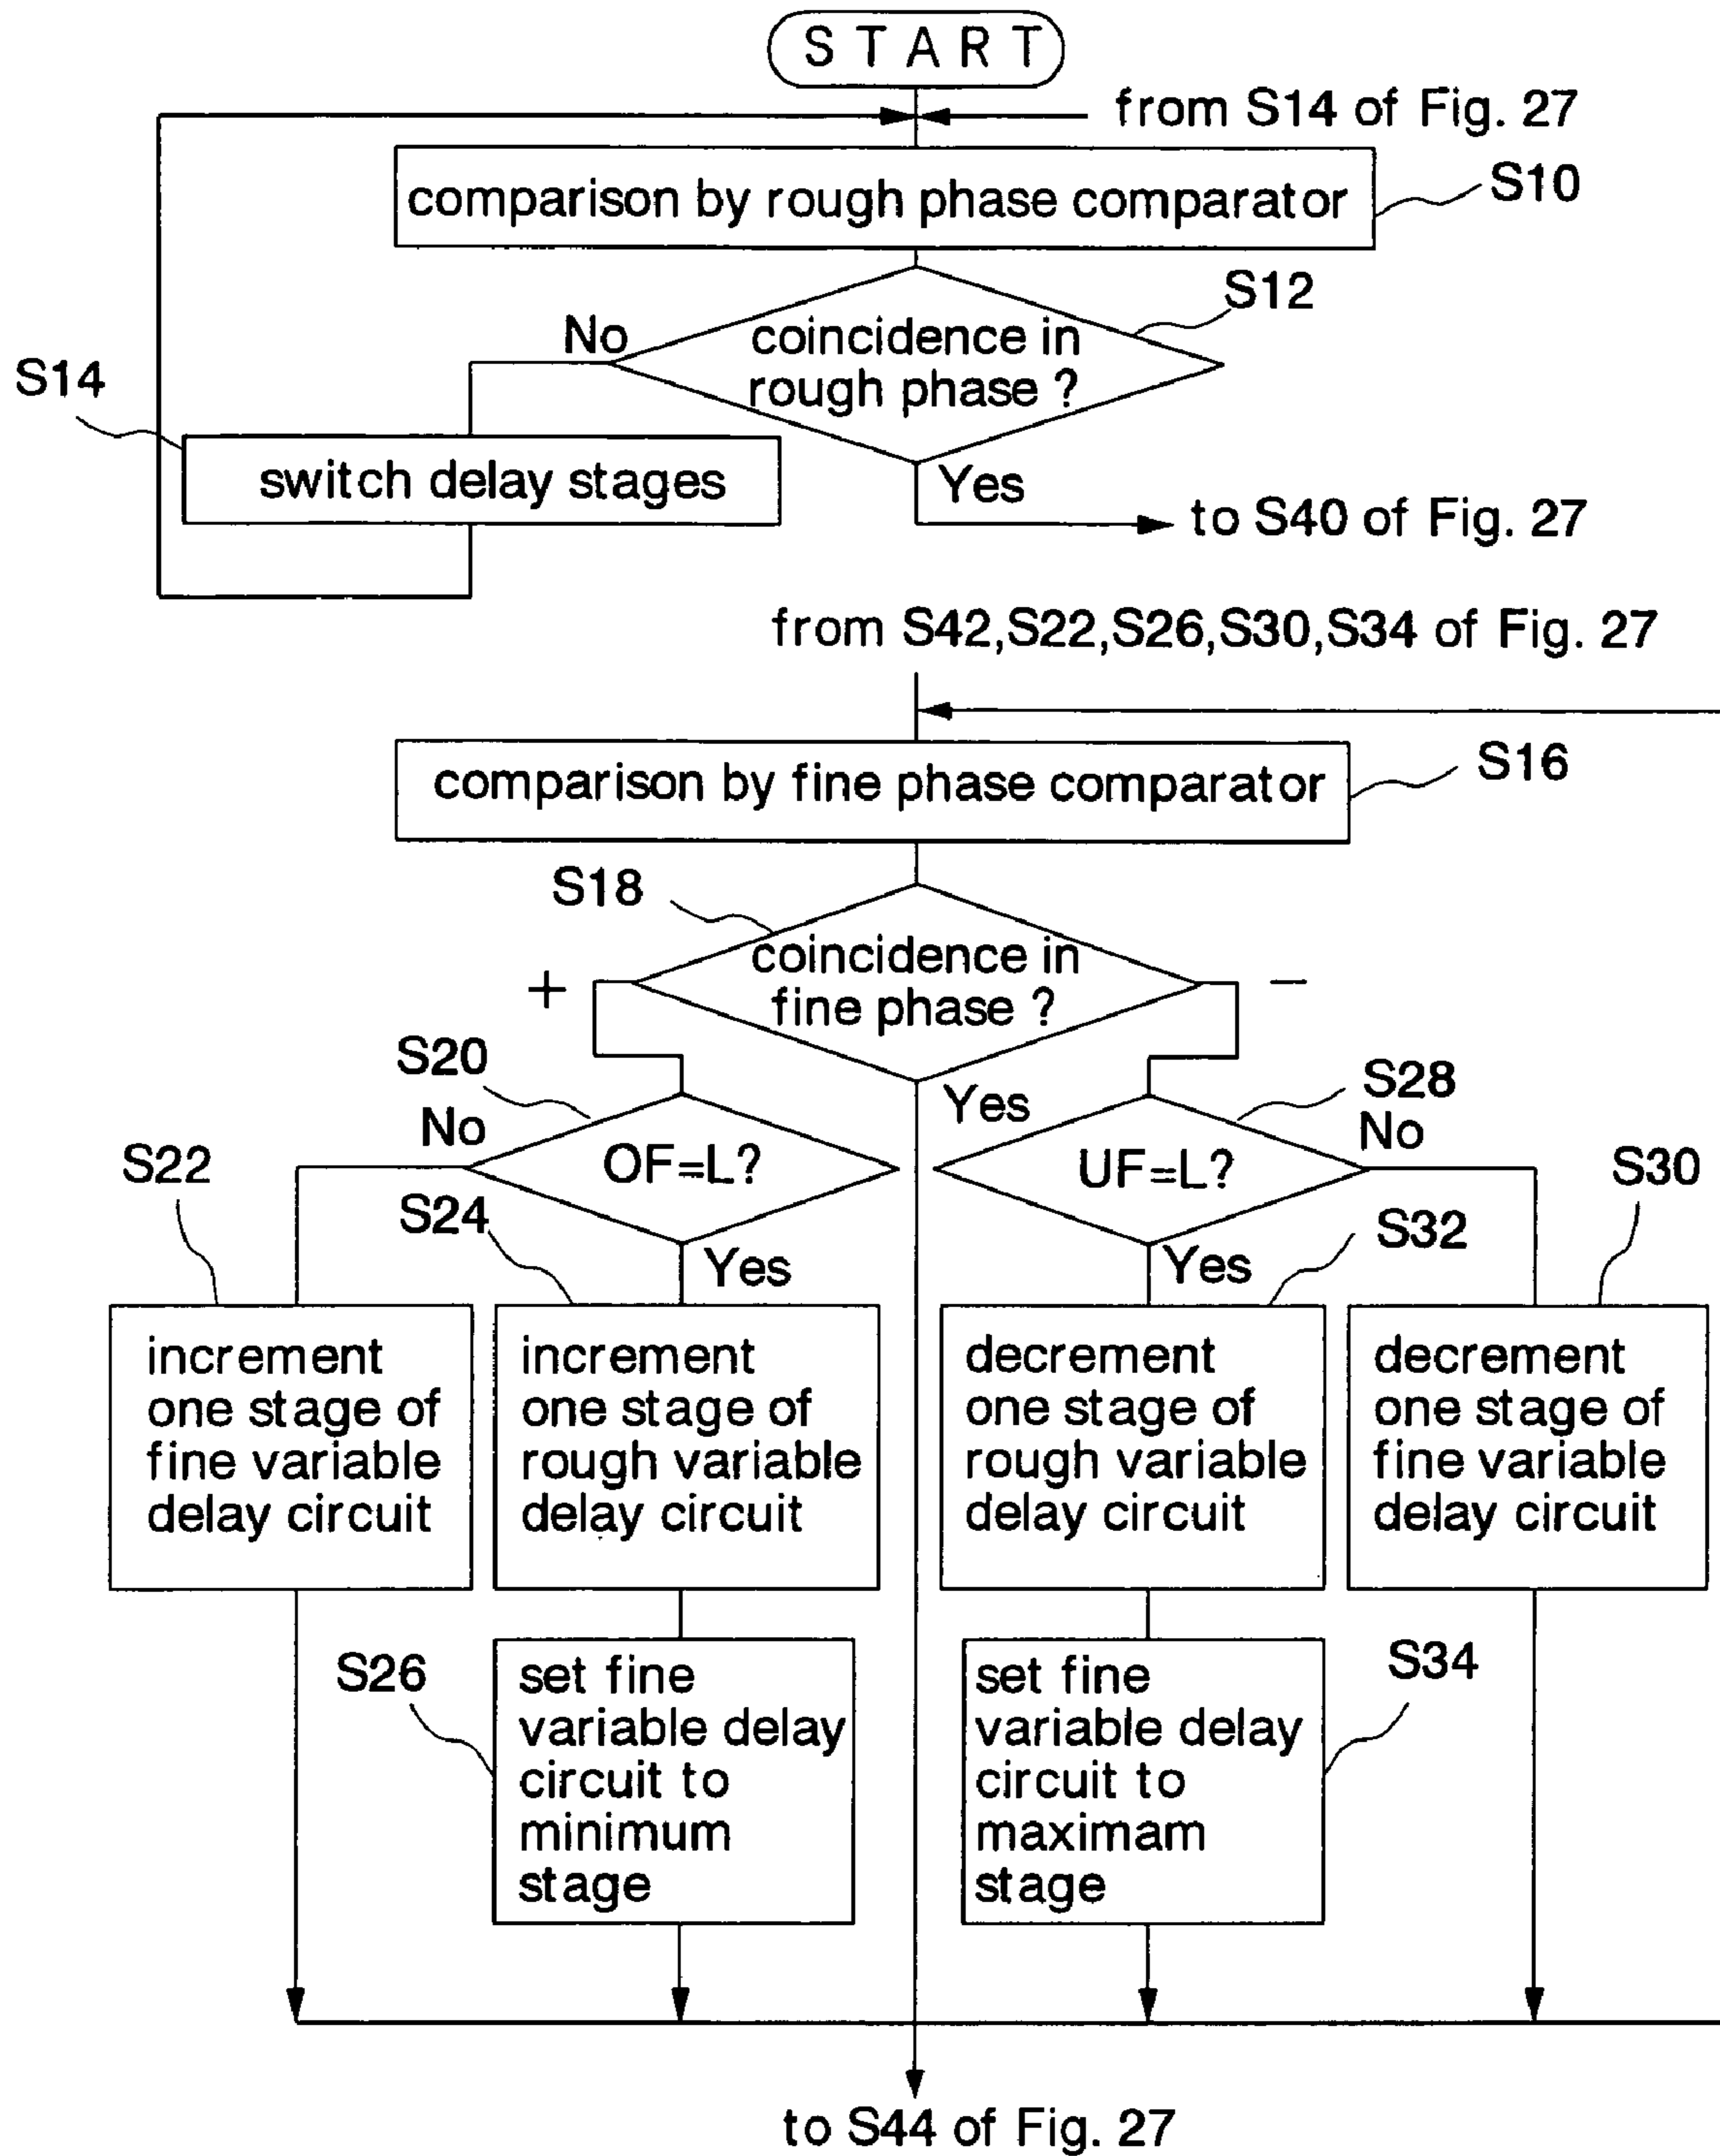 START
from S14 of Fig. 27
comparison by rough phase comparator
S10
S12
No
coincidence in
rough phase ?
S14
switch delay stages
Yes
to S40 of Fig. 27
from S42,S22,S26,S30,S34 of Fig. 27
comparison by fine phase comparator
S16
S18
coincidence in
fine phase ?
+
−
S20
S28
Yes
No
OF=L?
UF=L?
No
S22
S24
Yes
Yes
S32
S30
increment
one stage of
fine variable
delay circuit
increment
one stage of
rough variable
delay circuit
decrement
one stage of
rough variable
delay circuit
decrement
one stage of
fine variable
delay circuit
S26
set fine
variable delay
circuit to
minimum
stage
set fine
variable delay
circuit to
maximam
stage
S34
to S44 of Fig. 27